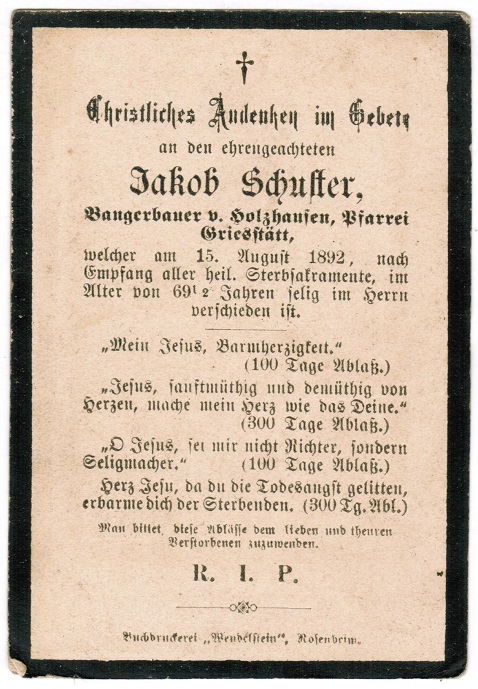 †
Christliches Andenken im Gebete
an den ehrengeachteten
Jakob Schuster,
Bangerbauer v. Holzhausen, Pfarrei
Griesstätt,
welcher am 15. August 1892, nach
Empfang aller heil. Sterbsakramente, im
Alter von 69 1/2 Jahren selig im Herrn
verschieden ist.
„Mein Jesus, Barmherzigkeit."
(100 Tage Ablaß.)
„Jesus, sanftmüthig und demüthig von
Herzen, mache mein Herz wie das Deine."
(300 Tage Ablaß.)
„O Jesus, sei mir nicht Richter, sondern
Seligmacher." (100 Tage Ablaß.)
Herz Jesu, da du die Todesangst gelitten,
erbarme dich der Sterbenden. (300 Tg. Abl.)
Man bittet, diese Ablässe dem lieben und theuren
Verstorbenen zuzuwenden.
R. I. P.
Buchdruckerei „Wendelstein", Rosenheim.